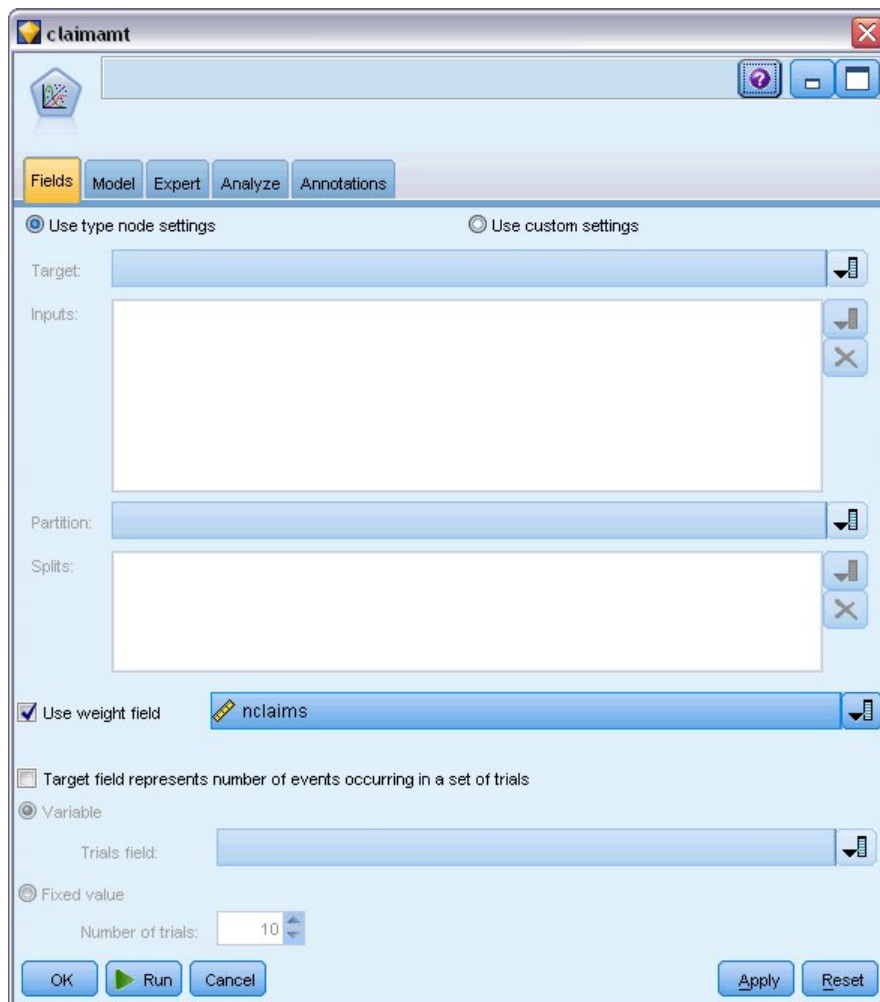 claimamt
Fields Model Expert Analyze Annotations
Use type node settings Use custom settings
Target:
Inputs:
Partition:
Splits:
Use weight field nclaims
Target field represents number of events occurring in a set of trials
Variable
Trials field:
Fixed value
Number of trials: 10
OK Run Cancel Apply Reset